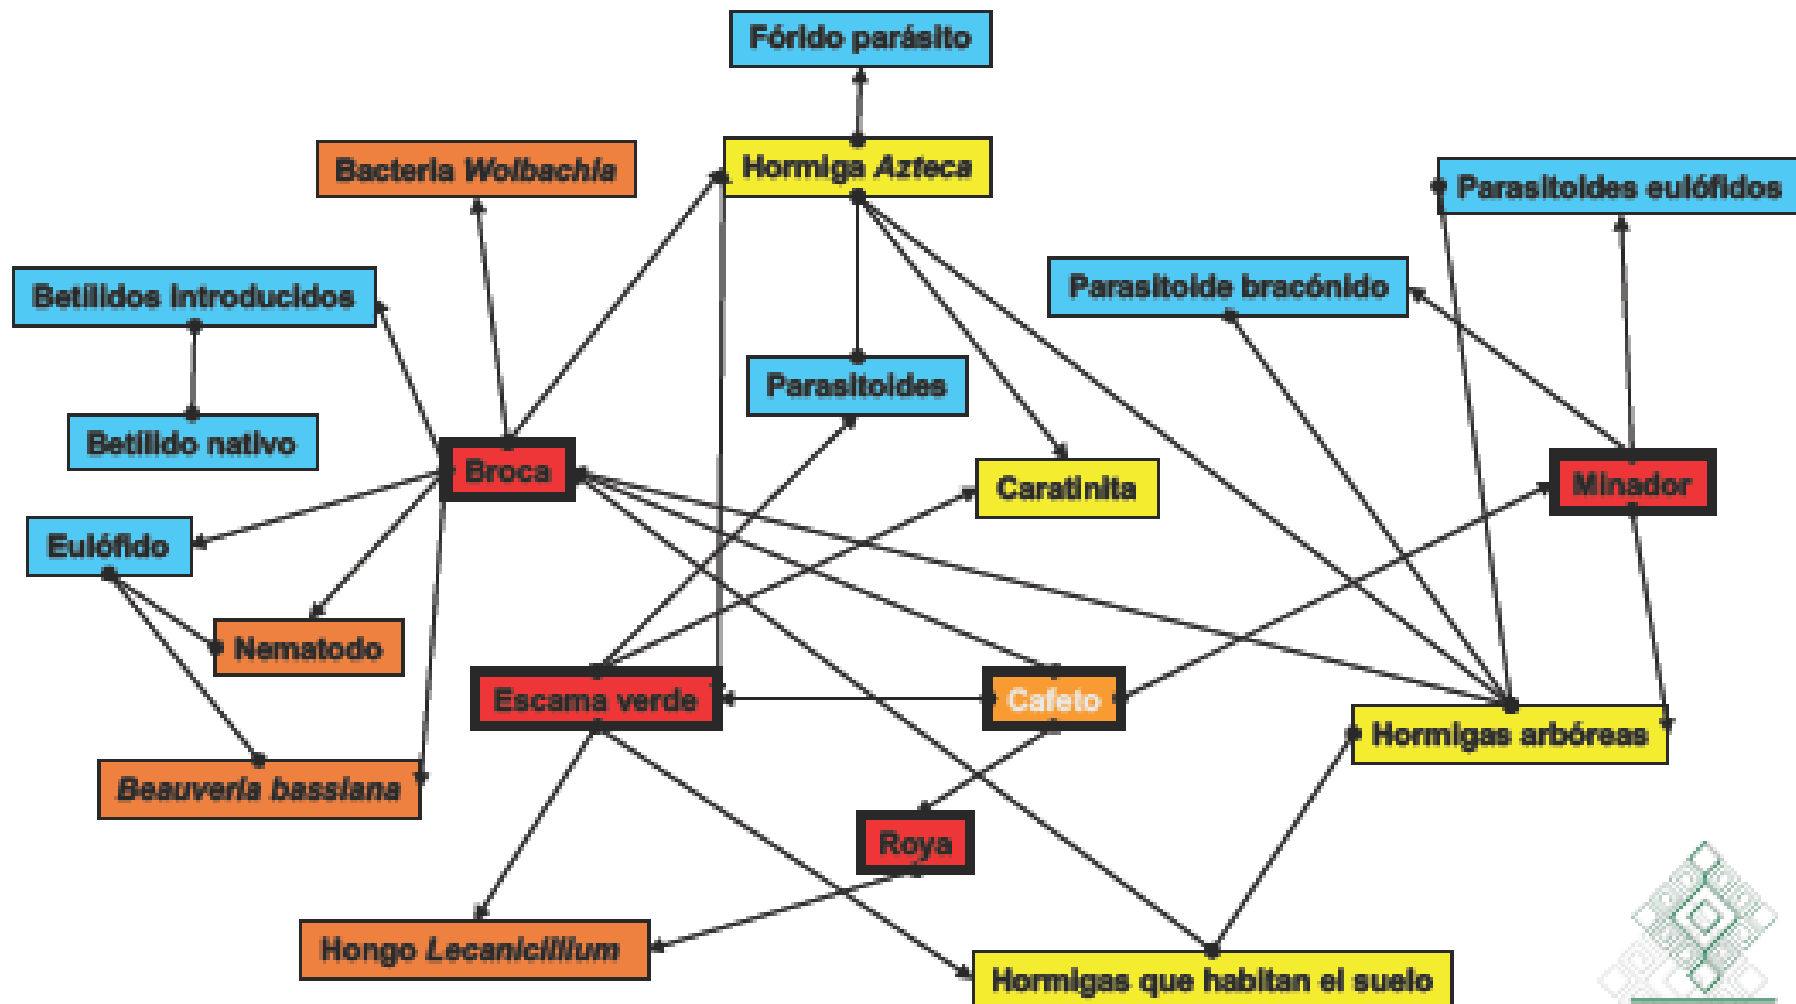 Fórido parásito
Bacteria Wolbachia
Hormiga Azteca
Parasitoides eulófidos
Betílidos introducidos
Parasitoide bracónido
Parasitoides
Betílido nativo
Broca
Caratinita
Minador
Eulófido
Nematodo
Escama verde
Cafeto
Hormigas arbóreas
Beauveria bassiana
Roya
Hongo Lecanicillium
Hormigas que habitan el suelo